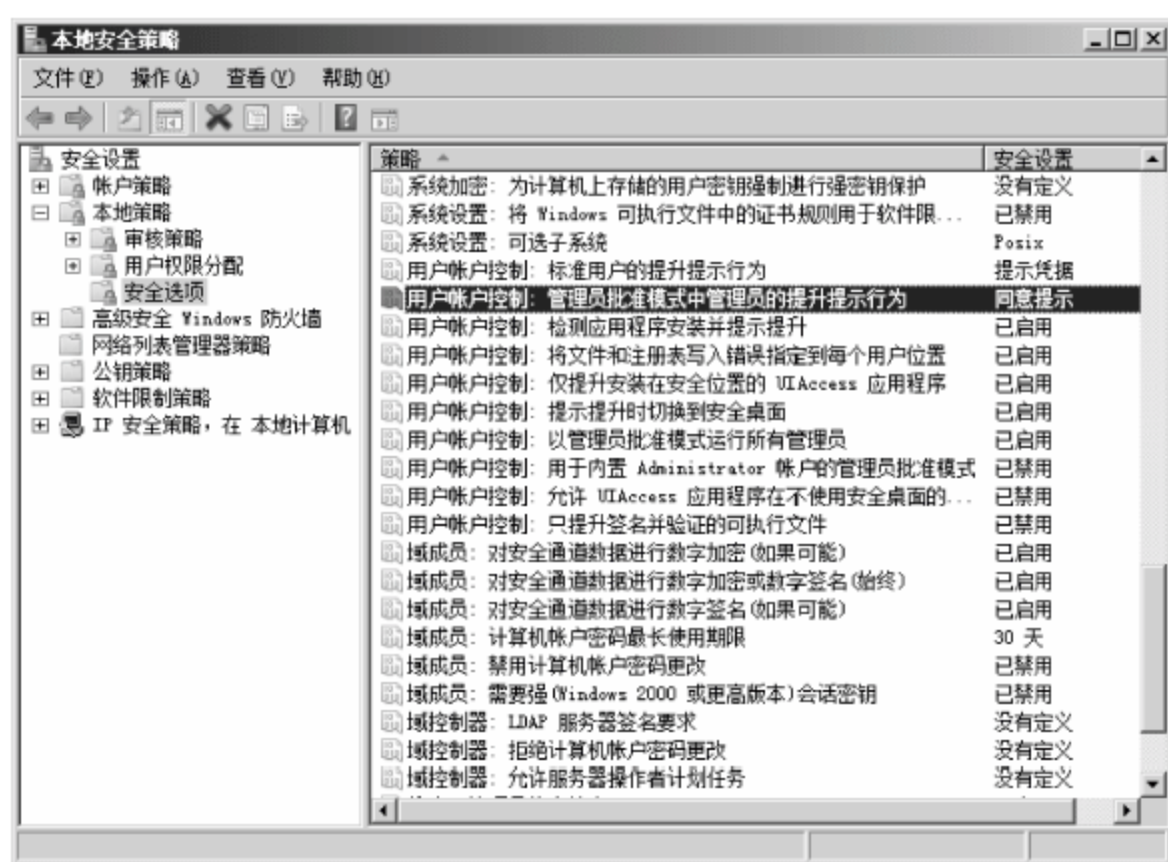 本地安全策略
文件(F) 操作(A) 查看(V) 帮助(H)
安全设置
帐户策略
本地策略
审核策略
用户权限分配
安全选项
高级安全 Windows 防火墙
网络列表管理器策略
公钥策略
软件限制策略
IP 安全策略，在 本地计算机
策略 安全设置
系统加密: 为计算机上存储的用户密钥强制进行强密钥保护 没有定义
系统设置: 将 Windows 可执行文件中的证书规则用于软件限... 已禁用
系统设置: 可选子系统 Posix
用户帐户控制: 标准用户的提升提示行为 提示凭据
用户帐户控制: 管理员批准模式中管理员的提升提示行为 同意提示
用户帐户控制: 检测应用程序安装并提示提升 已启用
用户帐户控制: 将文件和注册表写入错误指定到每个用户位置 已启用
用户帐户控制: 仅提升安装在安全位置的 UIAccess 应用程序 已启用
用户帐户控制: 提示提升时切换到安全桌面 已启用
用户帐户控制: 以管理员批准模式运行所有管理员 已启用
用户帐户控制: 用于内置 Administrator 帐户的管理员批准模式 已禁用
用户帐户控制: 允许 UIAccess 应用程序在不使用安全桌面的... 已禁用
用户帐户控制: 只提升签名并验证的可执行文件 已禁用
域成员: 对安全通道数据进行数字加密(如果可能) 已启用
域成员: 对安全通道数据进行数字加密或数字签名(始终) 已启用
域成员: 对安全通道数据进行数字签名(如果可能) 已启用
域成员: 计算机帐户密码最长使用期限 30 天
域成员: 禁用计算机帐户密码更改 已禁用
域成员: 需要强(Windows 2000 或更高版本)会话密钥 已禁用
域控制器: LDAP 服务器签名要求 没有定义
域控制器: 拒绝计算机帐户密码更改 没有定义
域控制器: 允许服务器操作者计划任务 没有定义